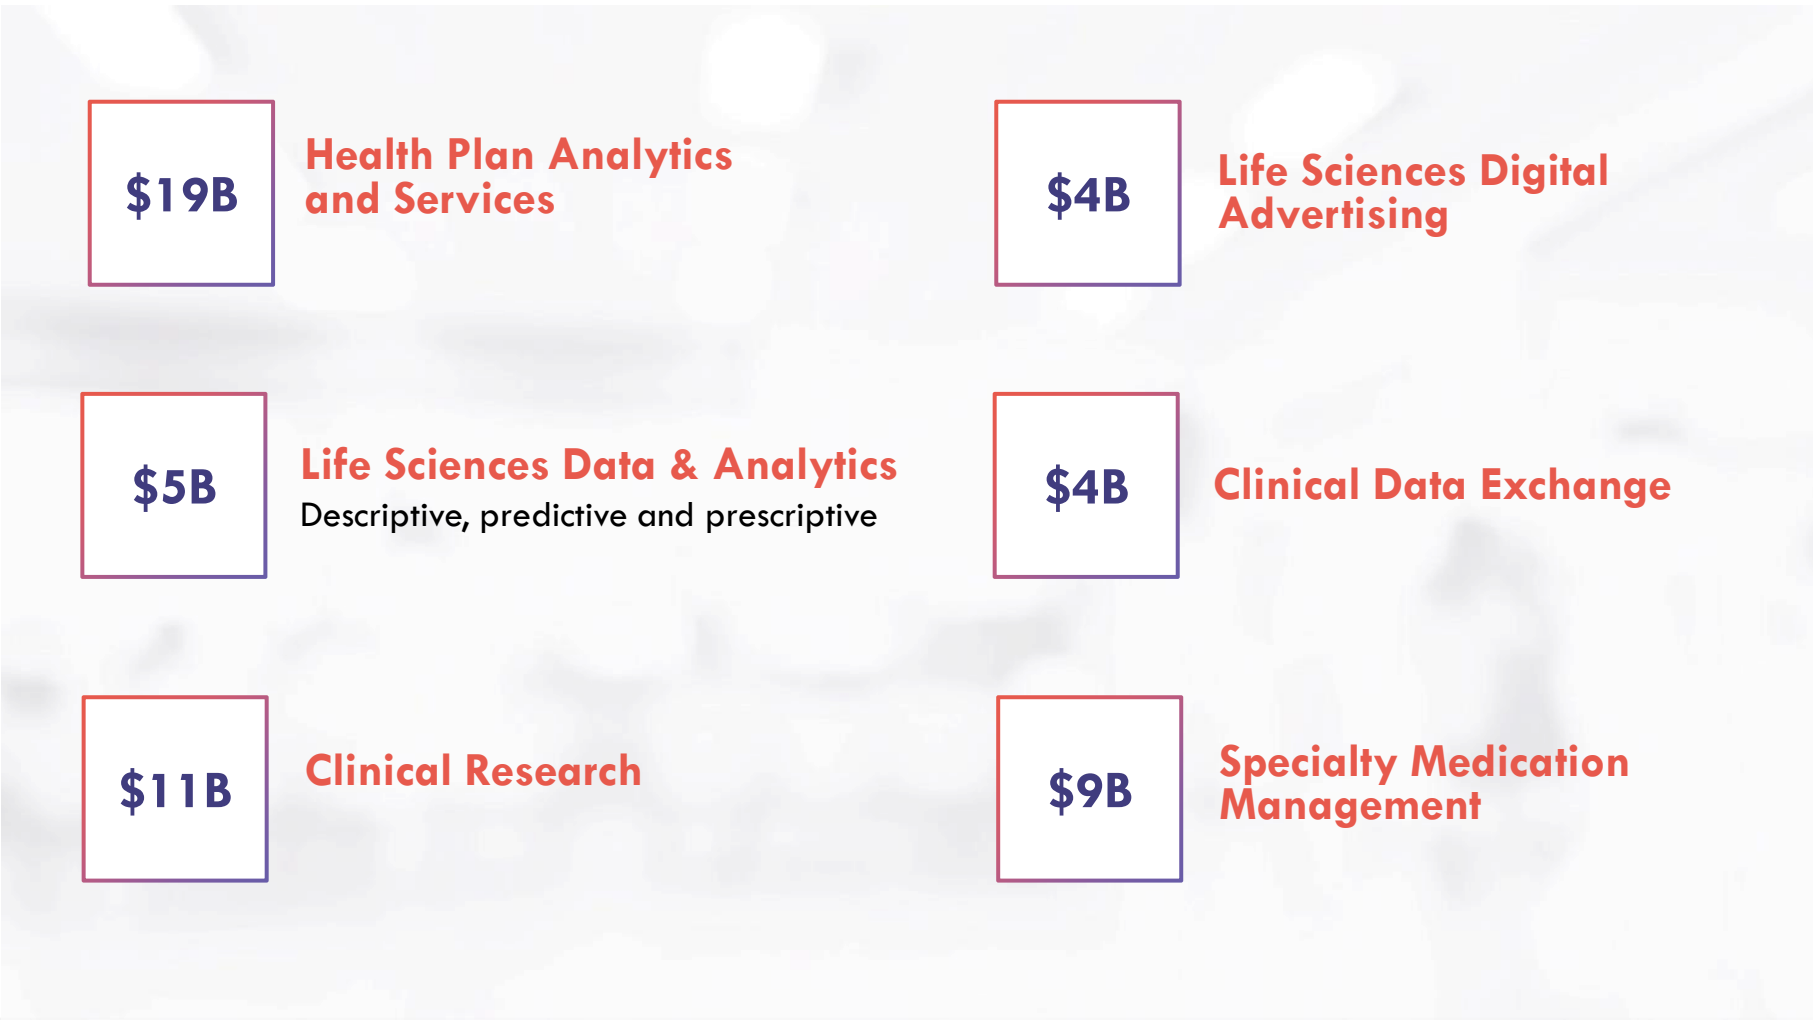 $19B
Health Plan Analytics
and Services
$4B
Life Sciences Digital
Advertising
$5B
Life Sciences Data & Analytics
Descriptive, predictive and prescriptive
$4B
Clinical Data Exchange
$11B
Clinical Research
$9B
Specialty Medication
Management